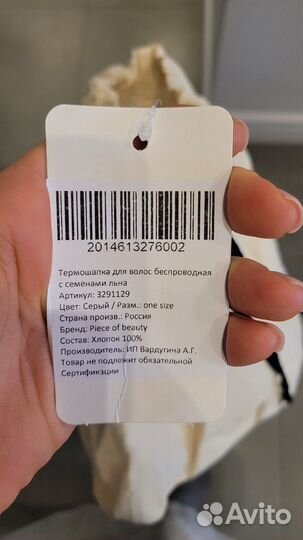 2014613276002
Термошапка для волос беспроводная
с семенами льна
Артикул: 3291129
Цвет: Серый / Разм.: one size
Страна произв.: Россия
Бренд: Piece of beauty
Состав: Хлопок 100%
Производитель: ИП Вардугина А.Г.
Товар не подлежит обязательной
Сертификзции
Avito